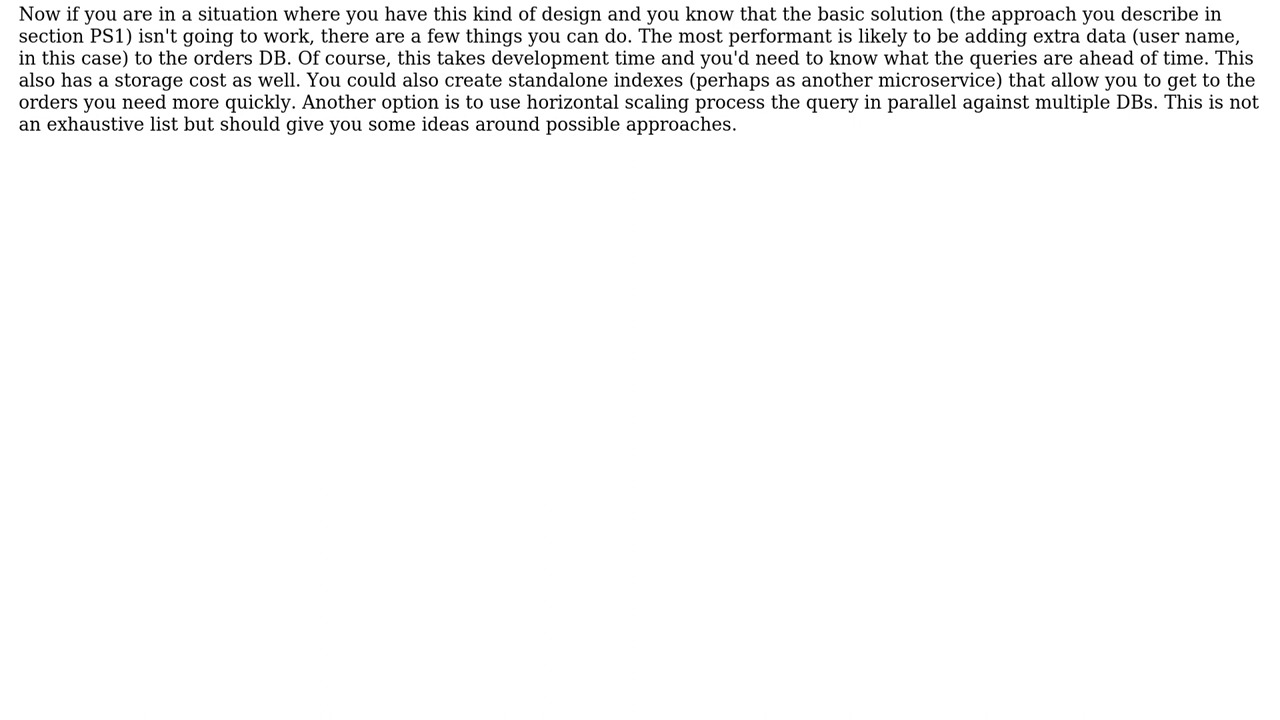 Now if you are in a situation where you have this kind of design and you know that the basic solution (the approach you describe in
section PS1) isn't going to work, there are a few things you can do. The most performant is likely to be adding extra data (user name,
in this case) to the orders DB. Of course, this takes development time and you'd need to know what the queries are ahead of time. This
also has a storage cost as well. You could also create standalone indexes (perhaps as another microservice) that allow you to get to the
orders you need more quickly. Another option is to use horizontal scaling process the query in parallel against multiple DBs. This is not
an exhaustive list but should give you some ideas around possible approaches.